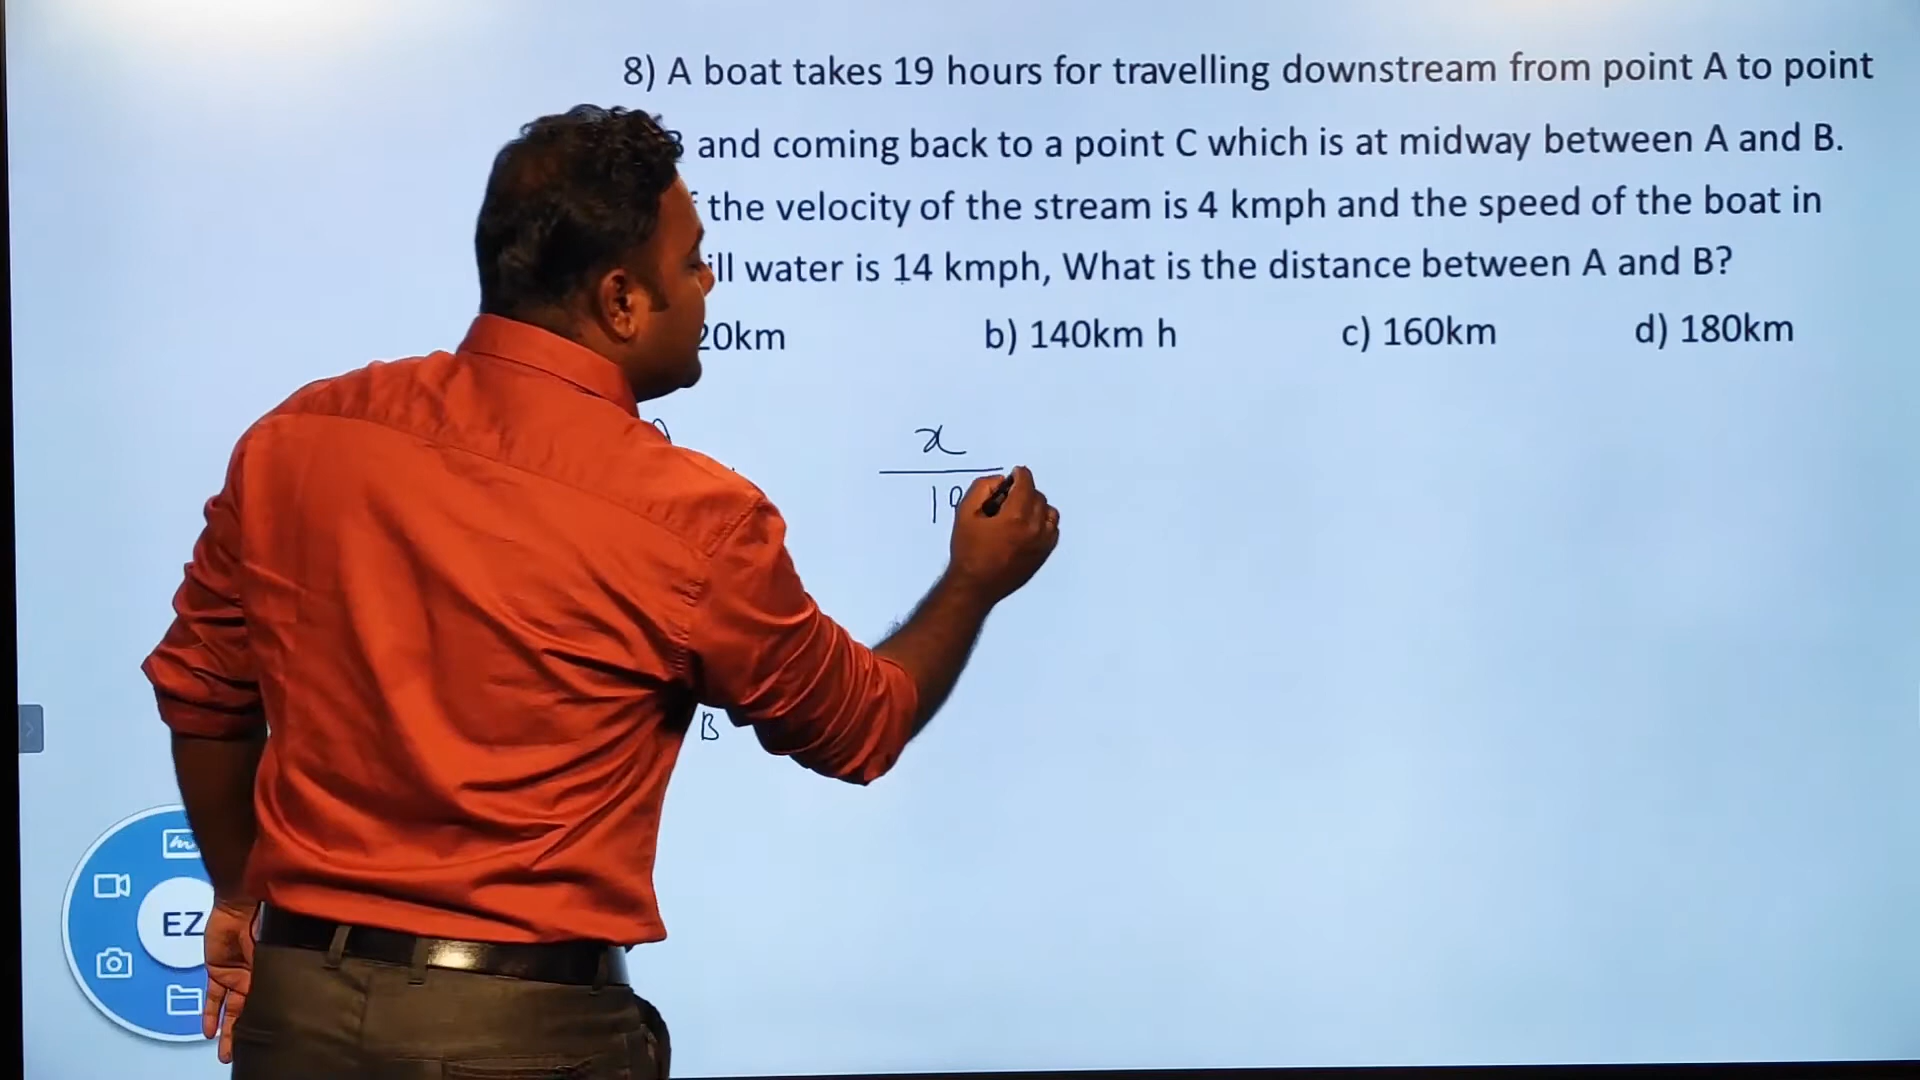 8) A boat takes 19 hours for travelling downstream from point A to point
and coming back to a point C which is at midway between A and B.
the velocity of the stream is 4 kmph and the speed of the boat in
ill water is 14 kmph, What is the distance between A and B?
20km b) 140km h c) 160km d) 180km
x
B
EZ